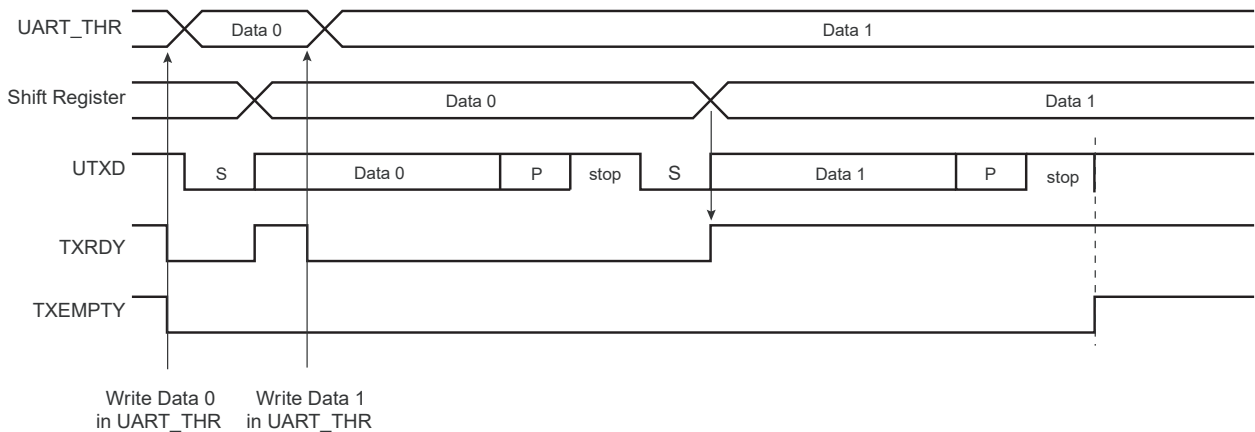 UART_THR
Data 0
Data 1
Shift Register
Data 0
Data 1
UTXD
S
Data 0
P
stop
S
Data 1
P
stop
TXRDY
TXEMPTY
Write Data 0
in UART_THR
Write Data 1
in UART_THR